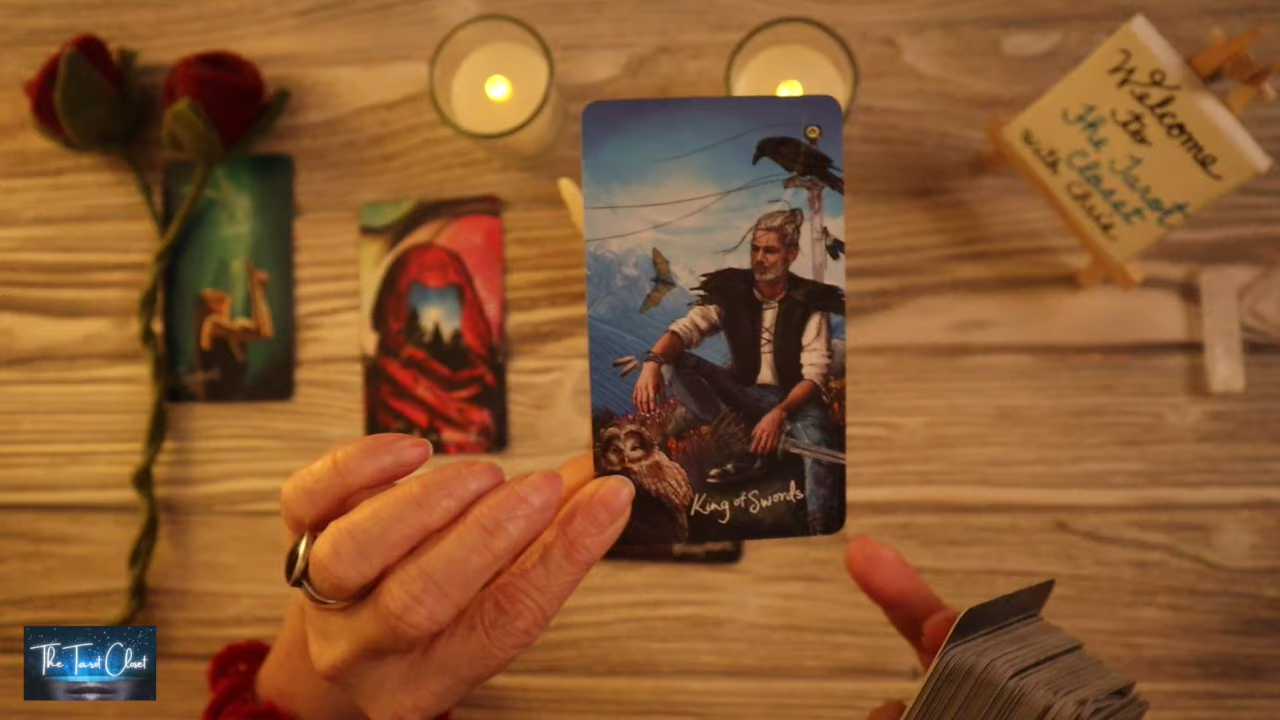 Welcome
to
The Tarot
Closet
with Chris
King of Swords
The Tarot Closet